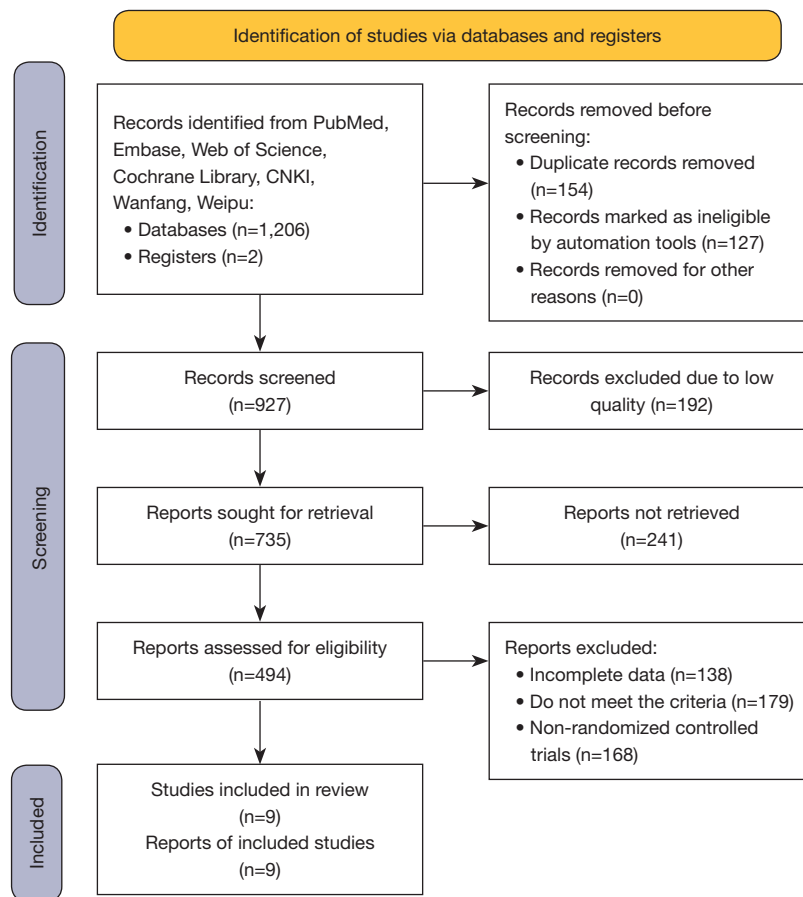 Identification of studies via databases and registers
Identification
Records identified from PubMed,
Embase, Web of Science,
Cochrane Library, CNKI,
Wanfang, Weipu:
• Databases (n=1,206)
• Registers (n=2)
Records removed before
screening:
• Duplicate records removed
(n=154)
• Records marked as ineligible
by automation tools (n=127)
• Records removed for other
reasons (n=0)
Screening
Records screened
(n=927)
Records excluded due to low
quality (n=192)
Reports sought for retrieval
(n=735)
Reports not retrieved
(n=241)
Reports assessed for eligibility
(n=494)
Reports excluded:
• Incomplete data (n=138)
• Do not meet the criteria (n=179)
• Non-randomized controlled
trials (n=168)
Included
Studies included in review
(n=9)
Reports of included studies
(n=9)